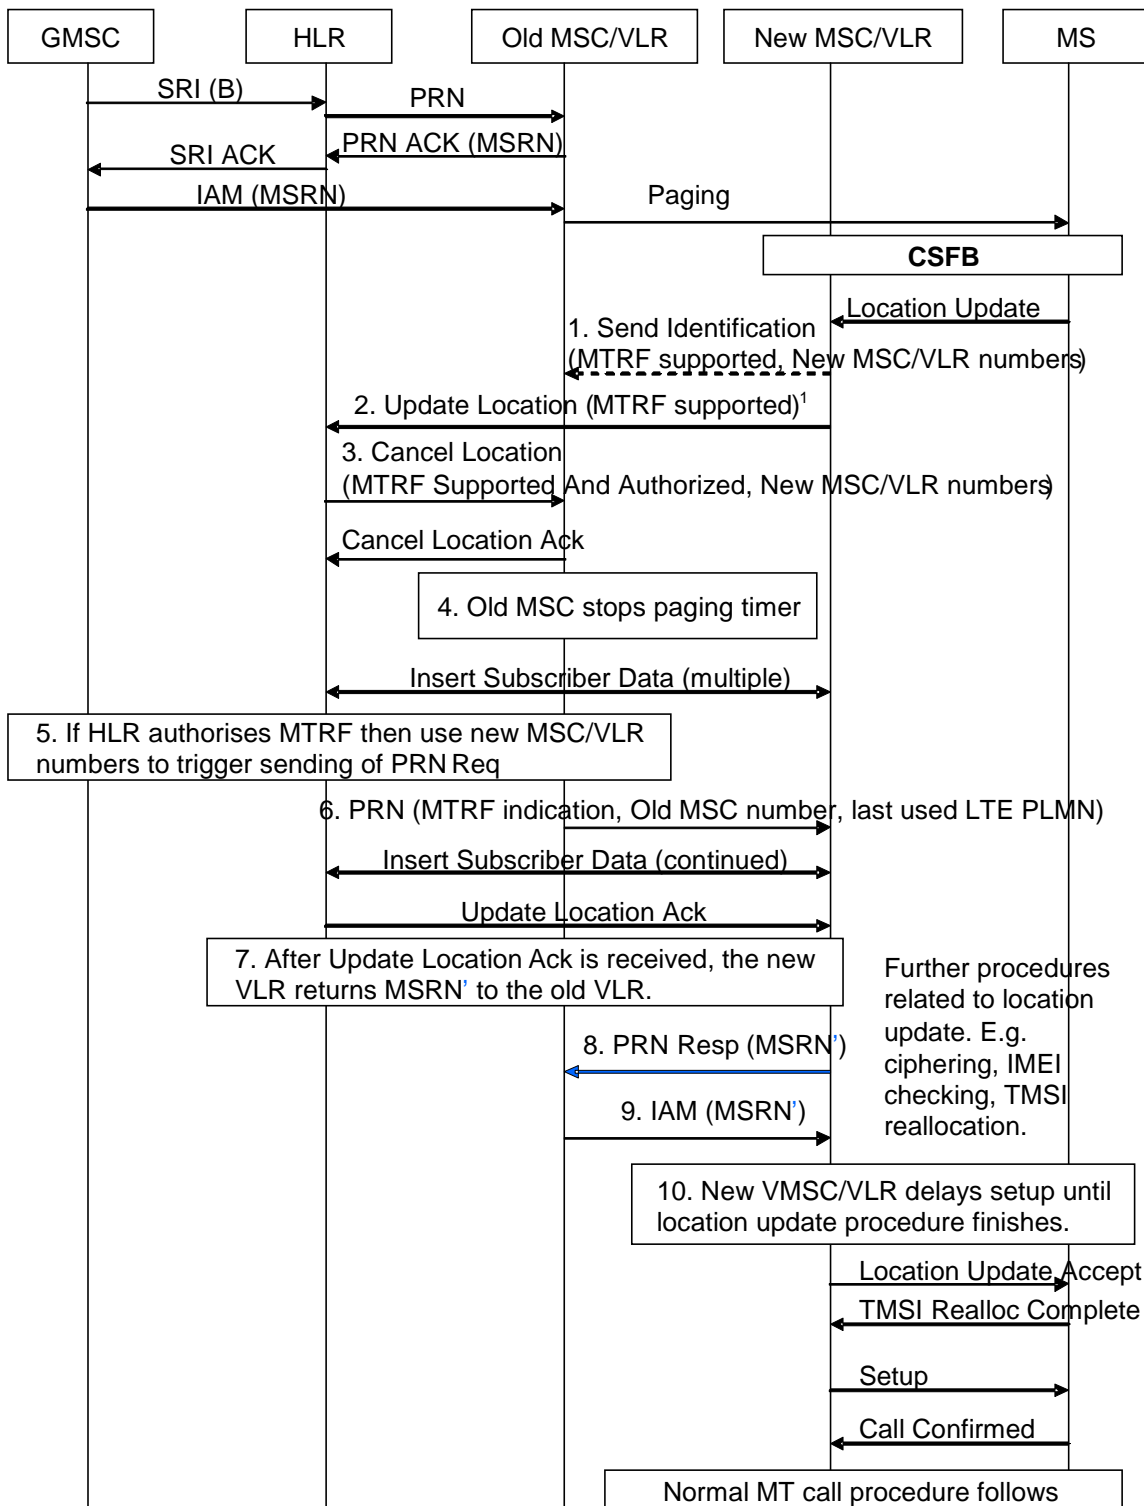 GMSC
HLR
Old MSC/VLR
New MSC/VLR
MS
SRI (B)
PRN
PRN ACK (MSRN)
SRI ACK
IAM (MSRN)
Paging
CSFB
Location Update
1. Send Identification
(MTRF supported, New MSC/VLR numbers)
2. Update Location (MTRF supported)¹
3. Cancel Location
(MTRF Supported And Authorized, New MSC/VLR numbers)
Cancel Location Ack
4. Old MSC stops paging timer
Insert Subscriber Data (multiple)
5. If HLR authorises MTRF then use new MSC/VLR
numbers to trigger sending of PRN Req
6. PRN (MTRF indication, Old MSC number, last used LTE PLMN)
Insert Subscriber Data (continued)
Update Location Ack
7. After Update Location Ack is received, the new
VLR returns MSRN’ to the old VLR.
Further procedures
related to location
update. E.g.
ciphering, IMEI
checking, TMSI
reallocation.
8. PRN Resp (MSRN’)
9. IAM (MSRN’)
10. New VMSC/VLR delays setup until
location update procedure finishes.
Location Update Accept
TMSI Realloc Complete
Setup
Call Confirmed
Normal MT call procedure follows